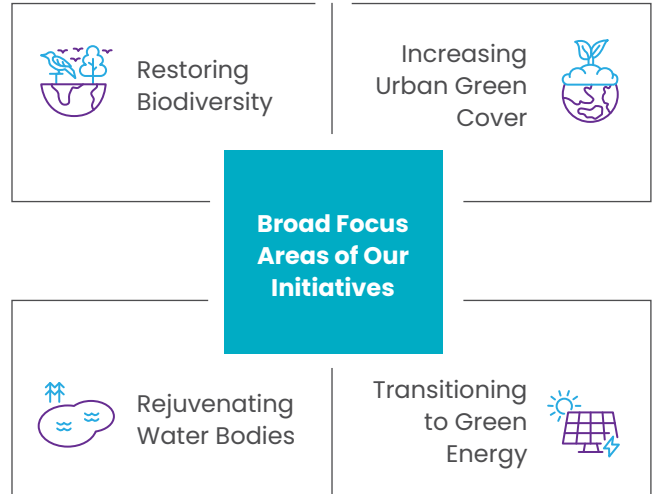 Restoring
Biodiversity
Increasing
Urban Green
Cover
Broad Focus
Areas of Our
Initiatives
Rejuvenating
Water Bodies
Transitioning
to Green
Energy